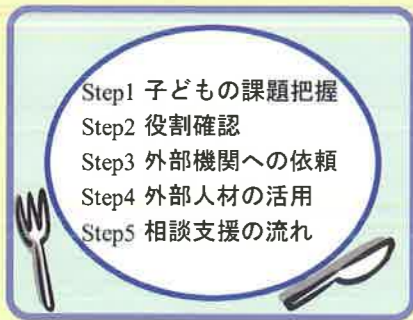 Step1 子どもの課題把握
Step2 役割確認
Step3 外部機関への依頼
Step4 外部人材の活用
Step5 相談支援の流れ